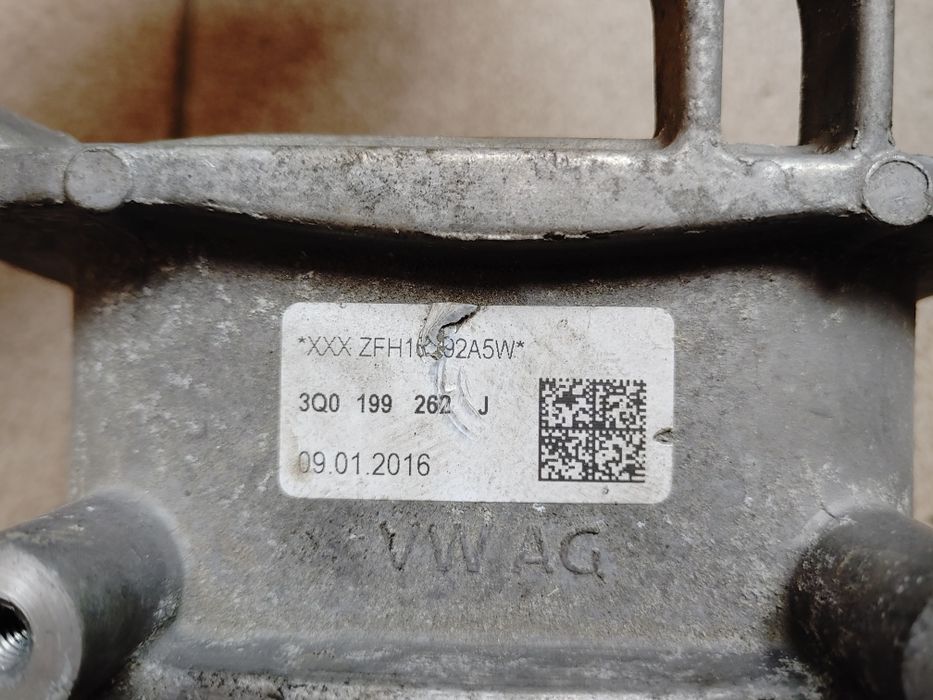 *XXX
3Q0 199 262 J
09.01.2016
VW AG